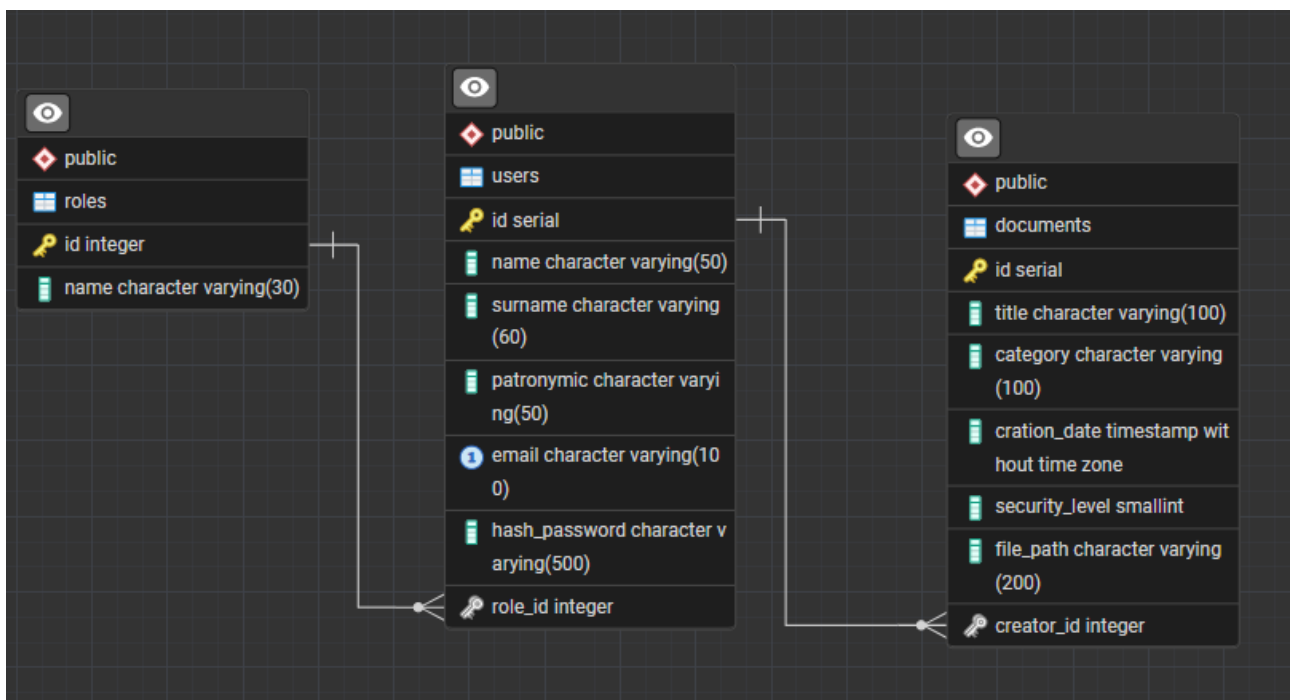 public
roles
id integer
name character varying(30)
public
users
id serial
name character varying(50)
surname character varying
(60)
patronymic character varyi
ng(50)
1
email character varying(10
0)
hash_password character v
arying(500)
role_id integer
public
documents
id serial
title character varying(100)
category character varying
(100)
cration_date timestamp wit
hout time zone
security_level smallint
file_path character varying
(200)
creator_id integer